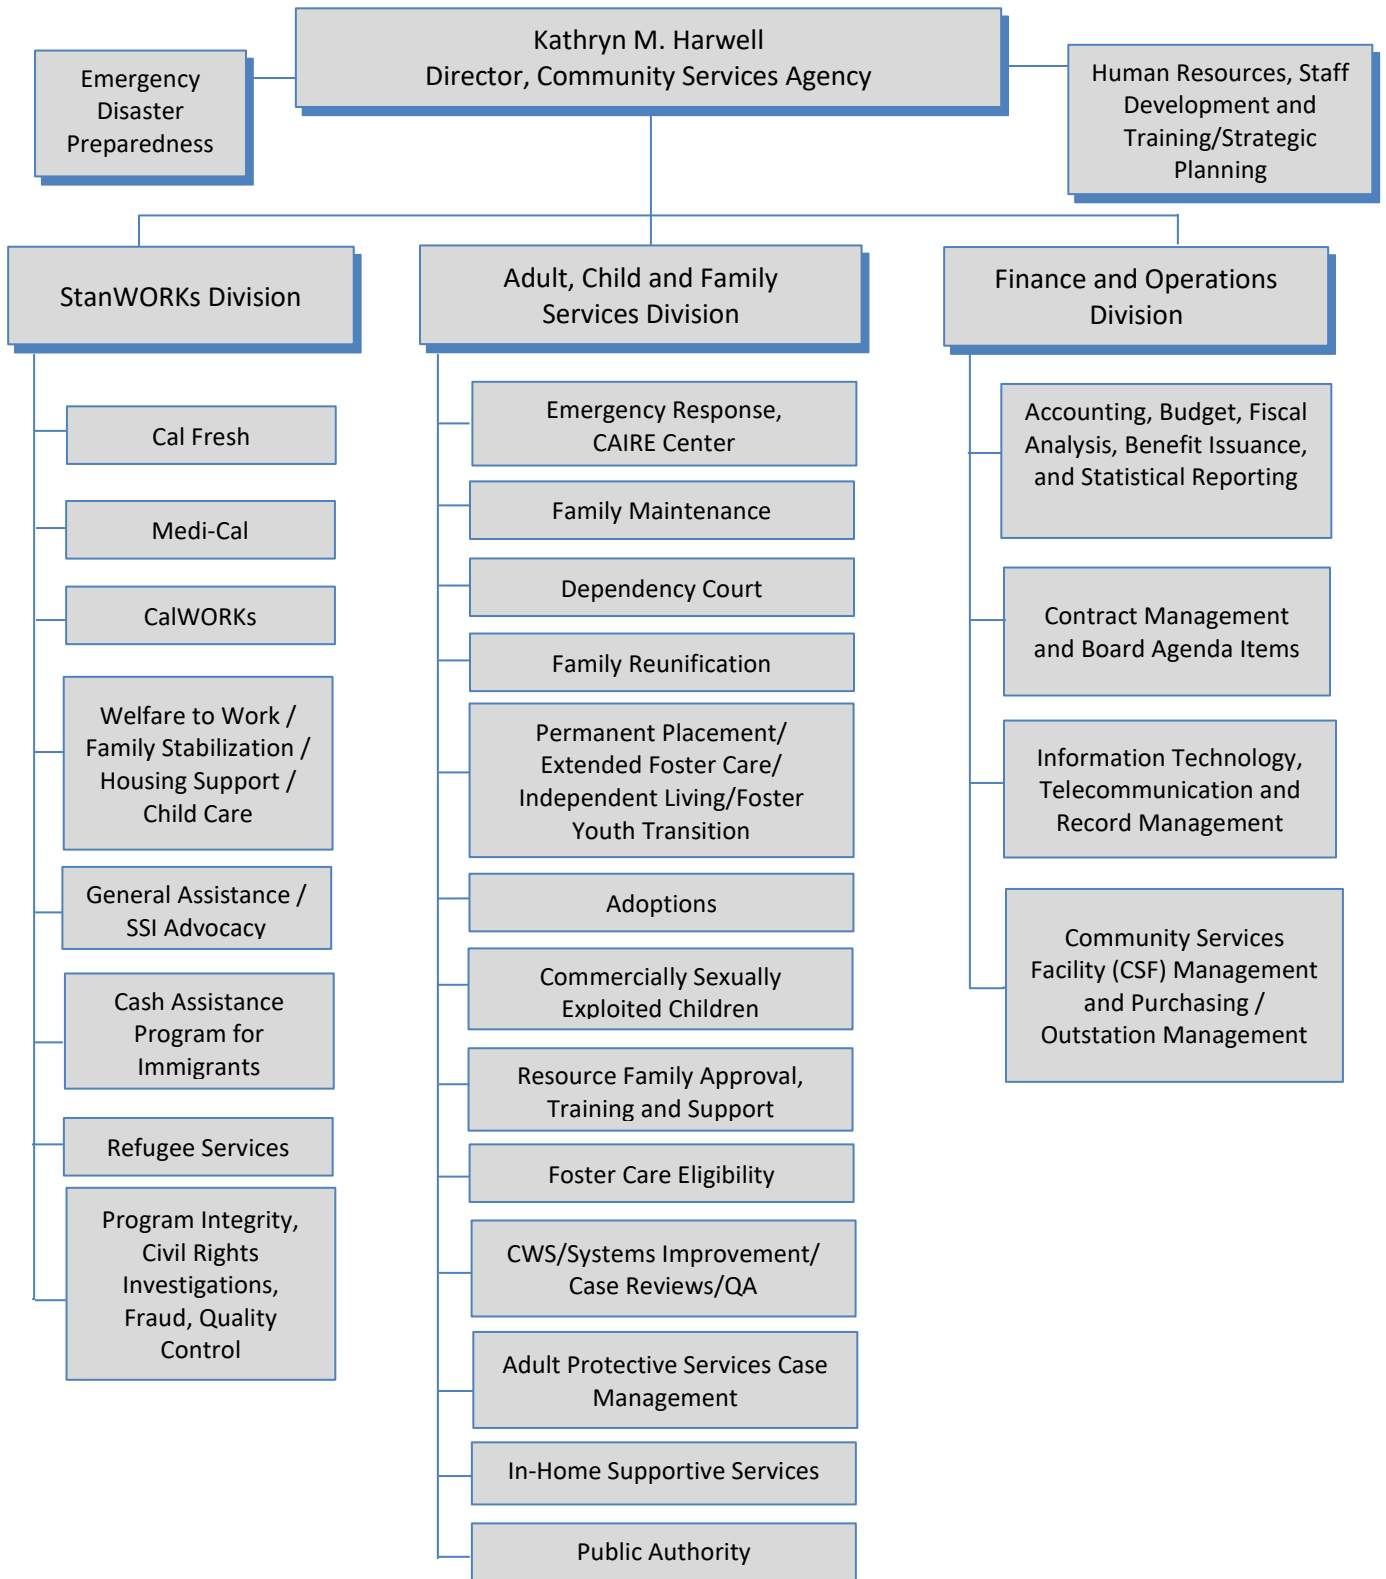 Kathryn M. Harwell
Director, Community Services Agency
Emergency
Disaster
Preparedness
Human Resources, Staff
Development and
Training/Strategic
Planning
StanWORKs Division
Cal Fresh
Medi-Cal
CalWORKs
Welfare to Work /
Family Stabilization /
Housing Support /
Child Care
General Assistance /
SSI Advocacy
Cash Assistance
Program for
Immigrants
Refugee Services
Program Integrity,
Civil Rights
Investigations,
Fraud, Quality
Control
Adult, Child and Family
Services Division
Emergency Response,
CAIRE Center
Family Maintenance
Dependency Court
Family Reunification
Permanent Placement/
Extended Foster Care/
Independent Living/Foster
Youth Transition
Adoptions
Commercially Sexually
Exploited Children
Resource Family Approval,
Training and Support
Foster Care Eligibility
CWS/Systems Improvement/
Case Reviews/QA
Adult Protective Services Case
Management
In-Home Supportive Services
Public Authority
Finance and Operations
Division
Accounting, Budget, Fiscal
Analysis, Benefit Issuance,
and Statistical Reporting
Contract Management
and Board Agenda Items
Information Technology,
Telecommunication and
Record Management
Community Services
Facility (CSF) Management
and Purchasing /
Outstation Management